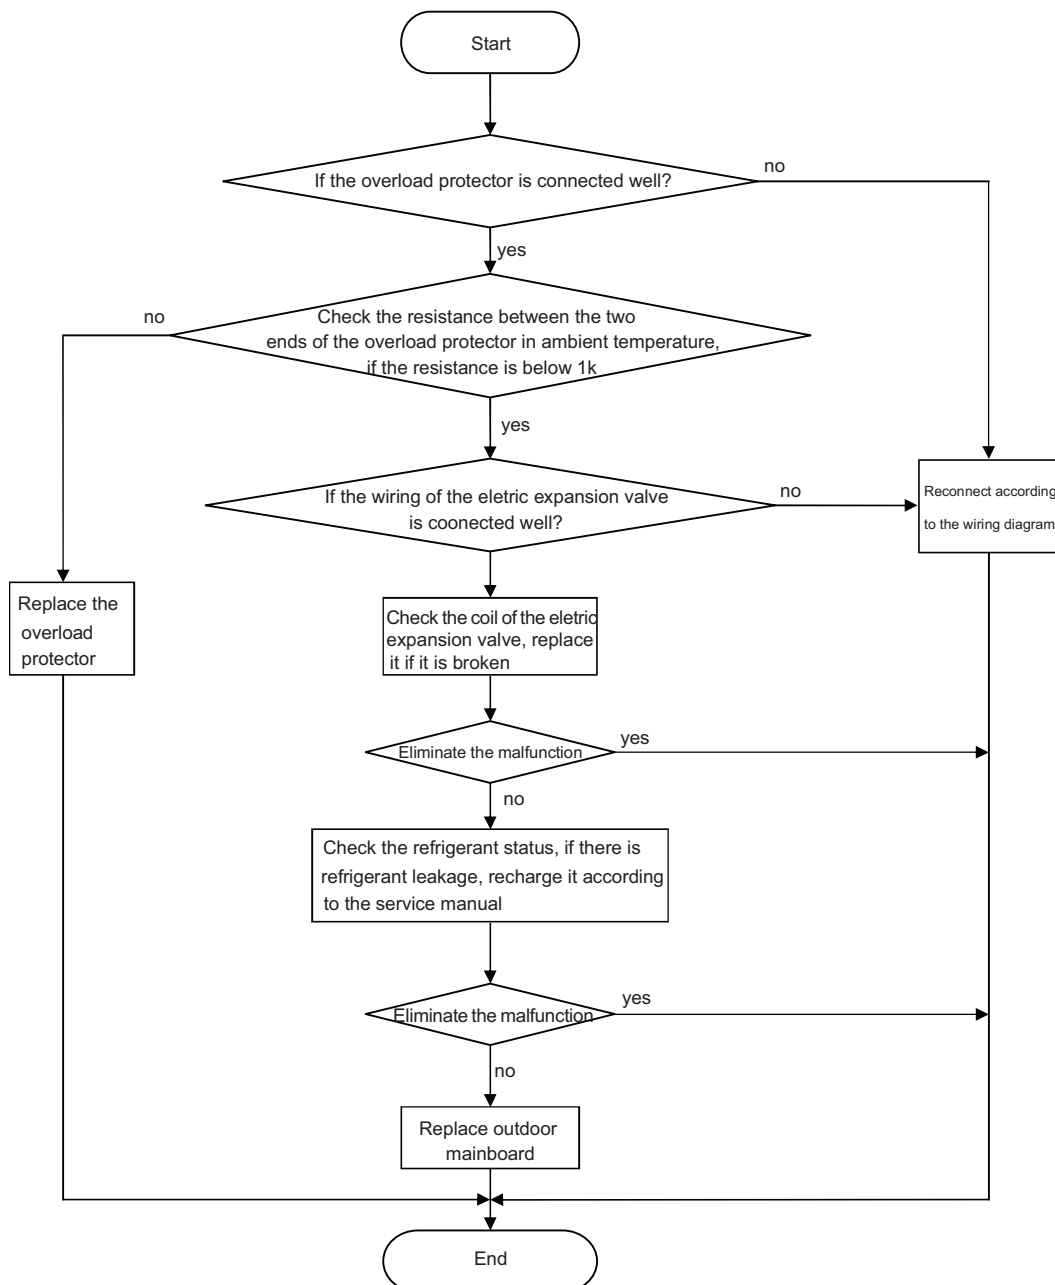 Start
If the overload protector is connected well?
no
yes
no
Check the resistance between the two
ends of the overload protector in ambient temperature,
if the resistance is below 1k
yes
If the wiring of the eletric expansion valve
is coonected well?
no
Reconnect according
to the wiring diagram
Replace the
overload
protector
Check the coil of the eletric
expansion valve, replace
it if it is broken
Eliminate the malfunction
yes
no
Check the refrigerant status, if there is
refrigerant leakage, recharge it according
to the service manual
Eliminate the malfunction
yes
no
Replace outdoor
mainboard
End